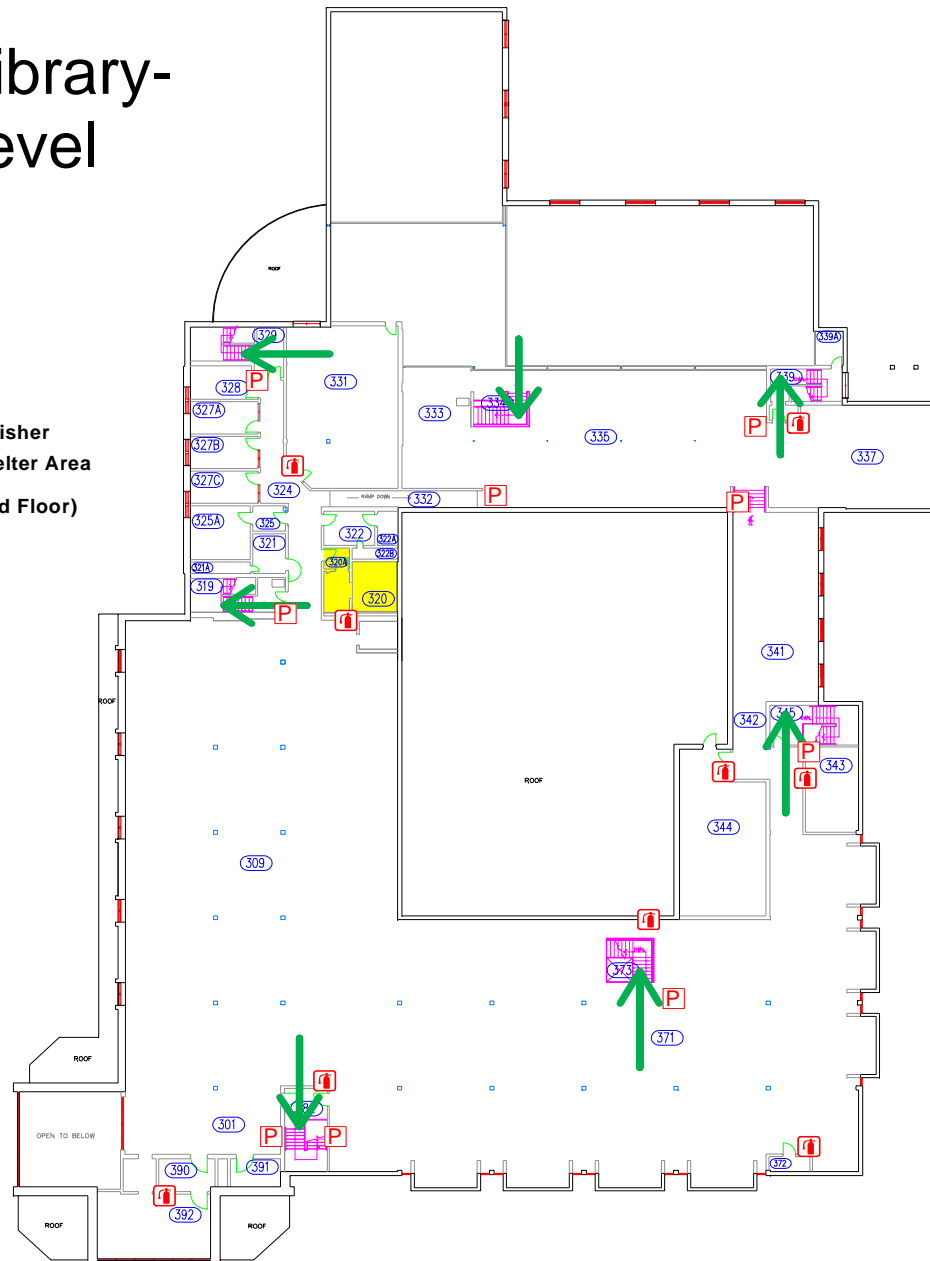 ibrary-
evel
ROOF
329
339A
331
328
339
334
327A
333
335
P
P
isher
327B
337
elter Area
327C
324
RAMP DOWN
332
P
P
d Floor)
325A
325
322
322A
321
322B
321A
320A
319
320
P
341
ROOF
342
345
P
343
ROOF
344
309
373
P
371
ROOF
301
P
P
OPEN TO BELOW
390
391
372
392
ROOF
ROOF